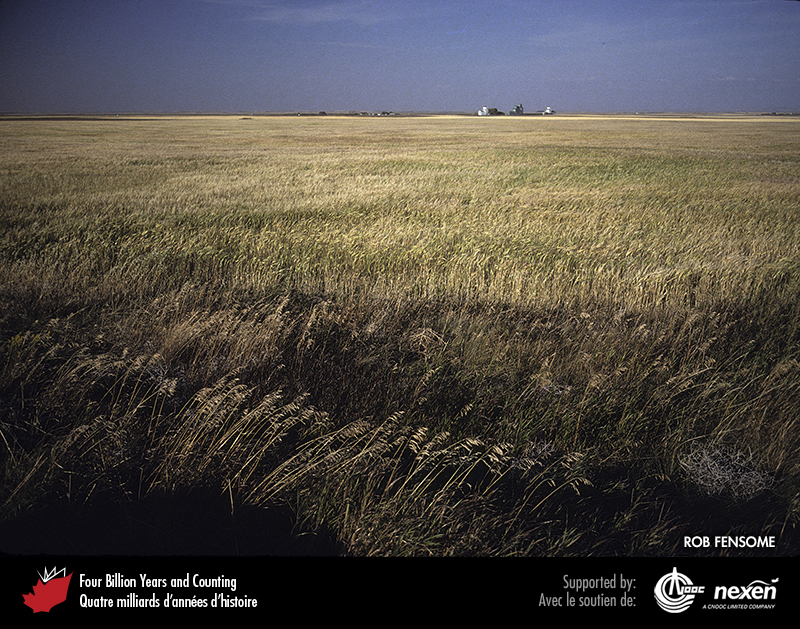 ROB FENSOME
Four Billion Years and Counting
Quatre milliards d'années d'histoire
Supported by:
Avec le soutien de:
CNOOC
nexen
A CNOOC LIMITED COMPANY